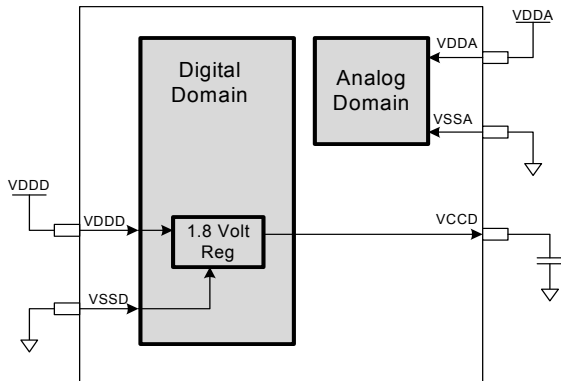 VDDA
VDDA
Digital
Domain
Analog
Domain
VSSA
VDDD
VDDD
1.8 Volt
Reg
VCCD
VSSD